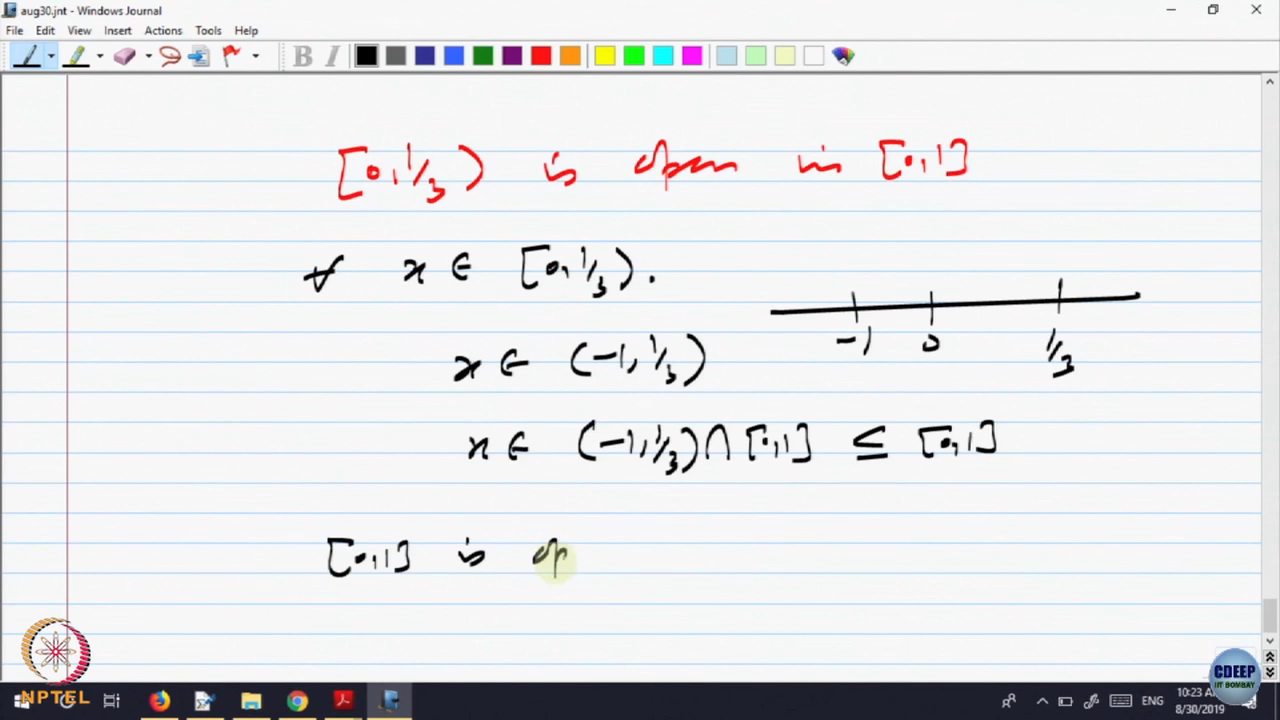 aug30.jnt - Windows Journal
File Edit View Insert Actions Tools Help
B I
[0,1/3) is open in [0,1]
∀ x ∈ [0,1/3).
-1 0 1/3
x ∈ (-1,1/3)
x ∈ (-1,1/3)∩[0,1] ⊆ [0,1]
[0,1] is op
NPTEL
CDEEP
IIT BOMBAY
ENG
10:23 A
8/30/2019